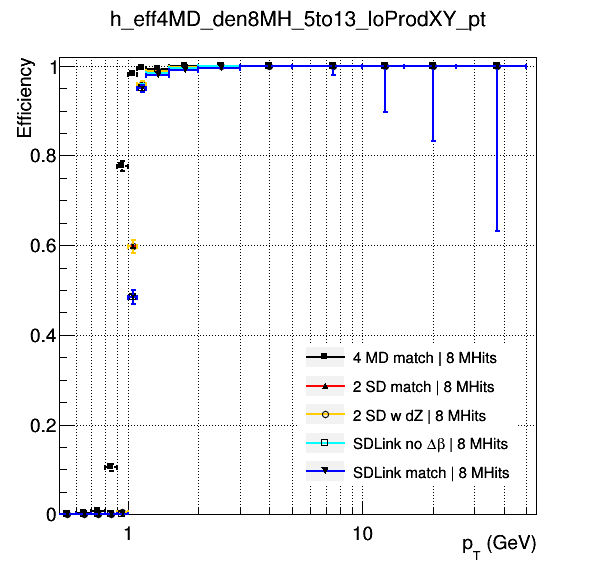 h_eff4MD_den8MH_5to13_loProdXY_pt
Efficiency
1
0.8
0.6
0.4
0.2
0
4 MD match | 8 MHits
2 SD match | 8 MHits
2 SD w dZ | 8 MHits
SDLink no Δβ | 8 MHits
SDLink match | 8 MHits
1
10
p_T (GeV)